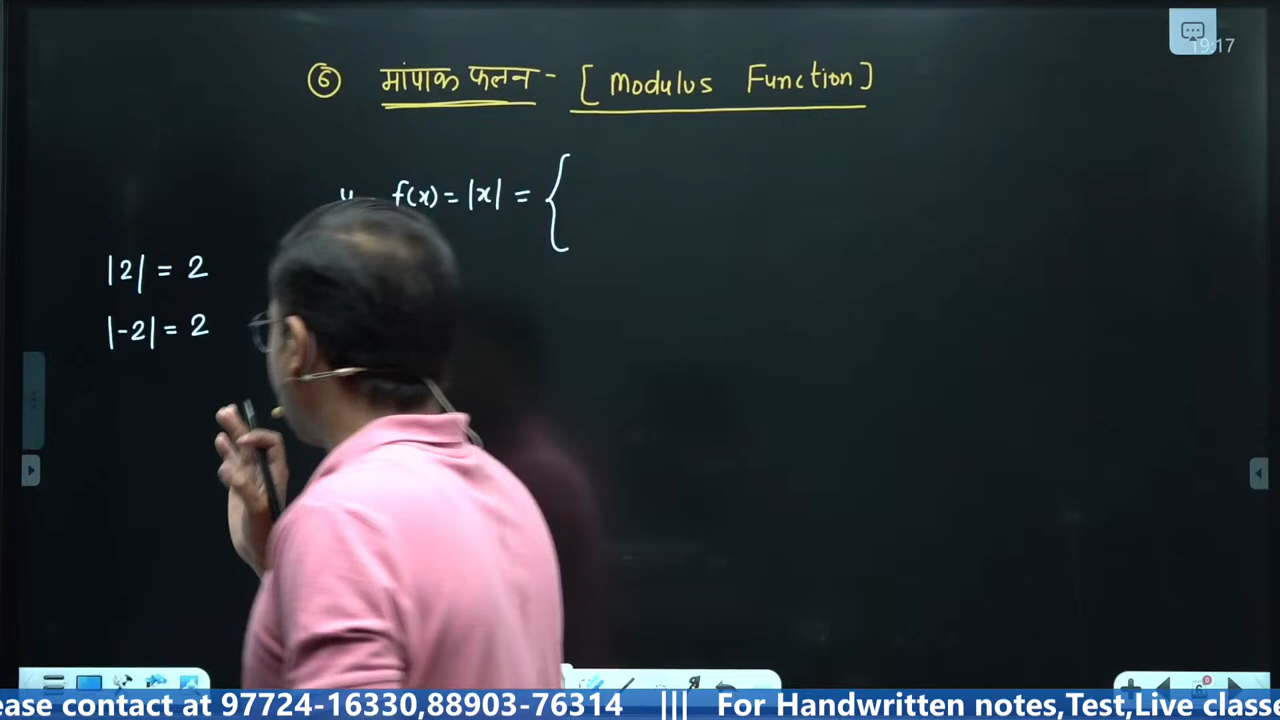 19:17
⑥ मांपाक फलन - [Modulus Function]
f(x) = |x| = {
|2| = 2
|-2| = 2
ease contact at 97724-16330,88903-76314 ||| For Handwritten notes,Test,Live classe